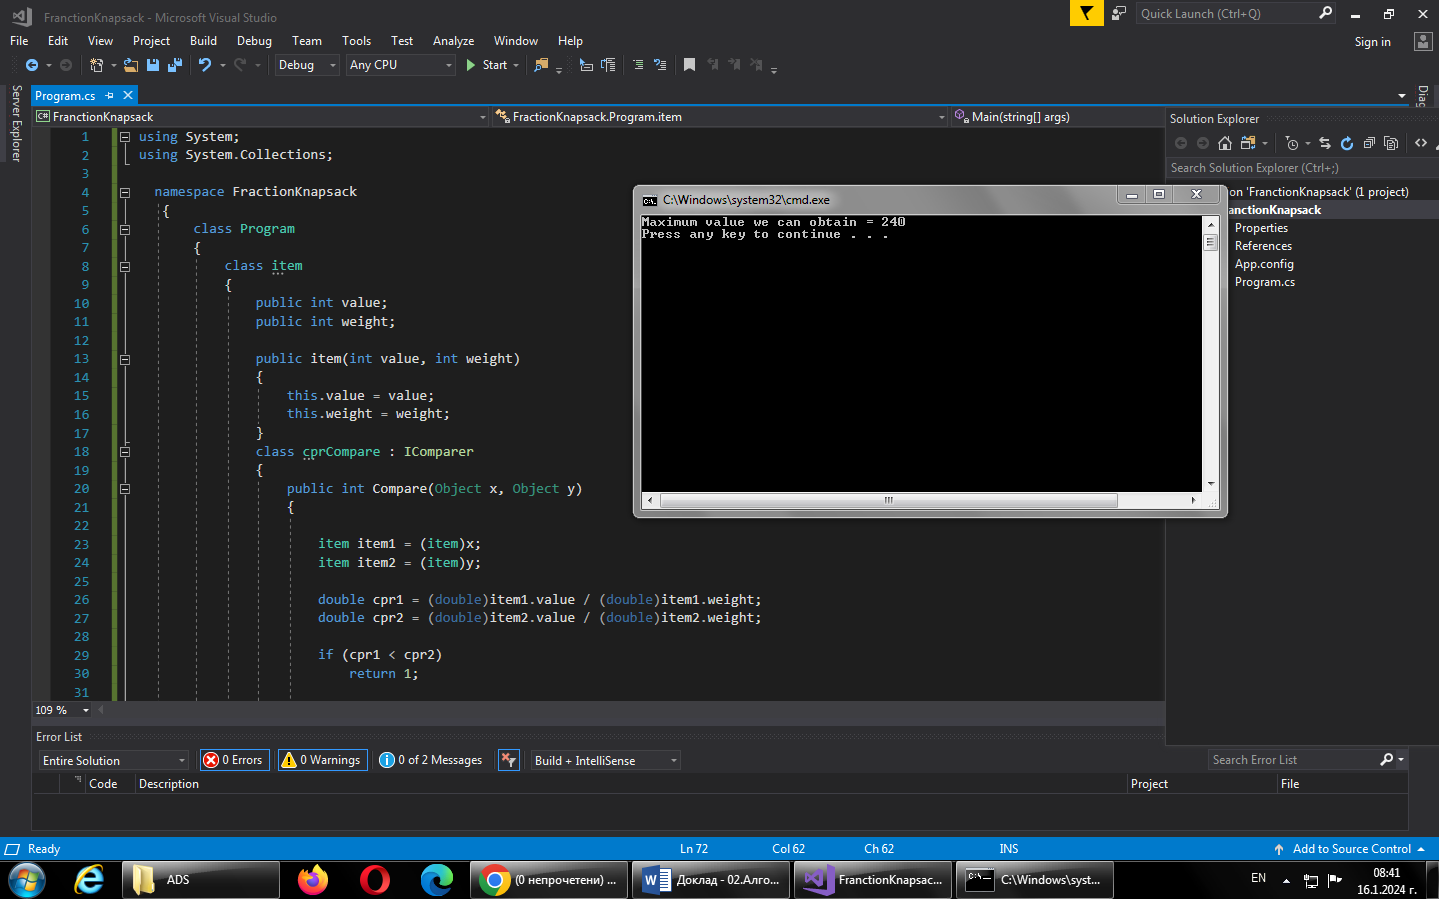 FranctionKnapsack - Microsoft Visual Studio
Quick Launch (Ctrl+Q)
File Edit View Project Build Debug Team Tools Test Analyze Window Help
Sign in
Debug Any CPU Start
Server Explorer
Program.cs
Diag
C# FranctionKnapsack
FractionKnapsack.Program.item
Main(string[] args)
1 using System;
2 using System.Collections;
3
4 namespace FractionKnapsack
5 {
6 class Program
7 {
8 class item
9 {
10 public int value;
11 public int weight;
12
13 public item(int value, int weight)
14 {
15 this.value = value;
16 this.weight = weight;
17 }
18 class cprCompare : IComparer
19 {
20 public int Compare(Object x, Object y)
21 {
22
23 item item1 = (item)x;
24 item item2 = (item)y;
25
26 double cpr1 = (double)item1.value / (double)item1.weight;
27 double cpr2 = (double)item2.value / (double)item2.weight;
28
29 if (cpr1 < cpr2)
30 return 1;
31
109 %
C:\Windows\system32\cmd.exe
Maximum value we can obtain = 240
Press any key to continue . . .
Solution Explorer
Search Solution Explorer (Ctrl+;)
on 'FranctionKnapsack' (1 project)
anctionKnapsack
Properties
References
App.config
Program.cs
Error List
Entire Solution 0 Errors 0 Warnings 0 of 2 Messages Build + IntelliSense
Search Error List
Code Description Project File
Ready Ln 72 Col 62 Ch 62 INS Add to Source Control
ADS
(0 непрочетени) ...
Доклад - 02.Алго...
FranctionKnapsac...
C:\Windows\syst...
EN
08:41
16.1.2024 г.